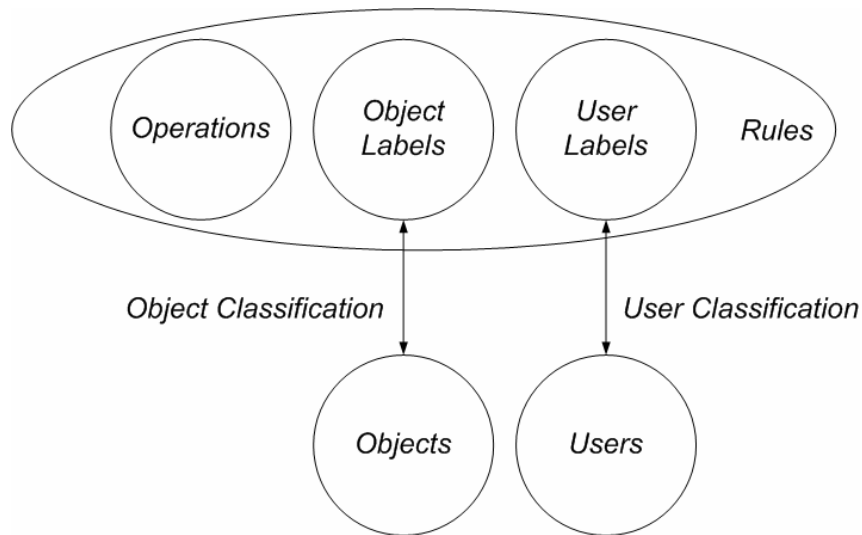 Operations
Object
Labels
User
Labels
Rules
Object Classification
User Classification
Objects
Users